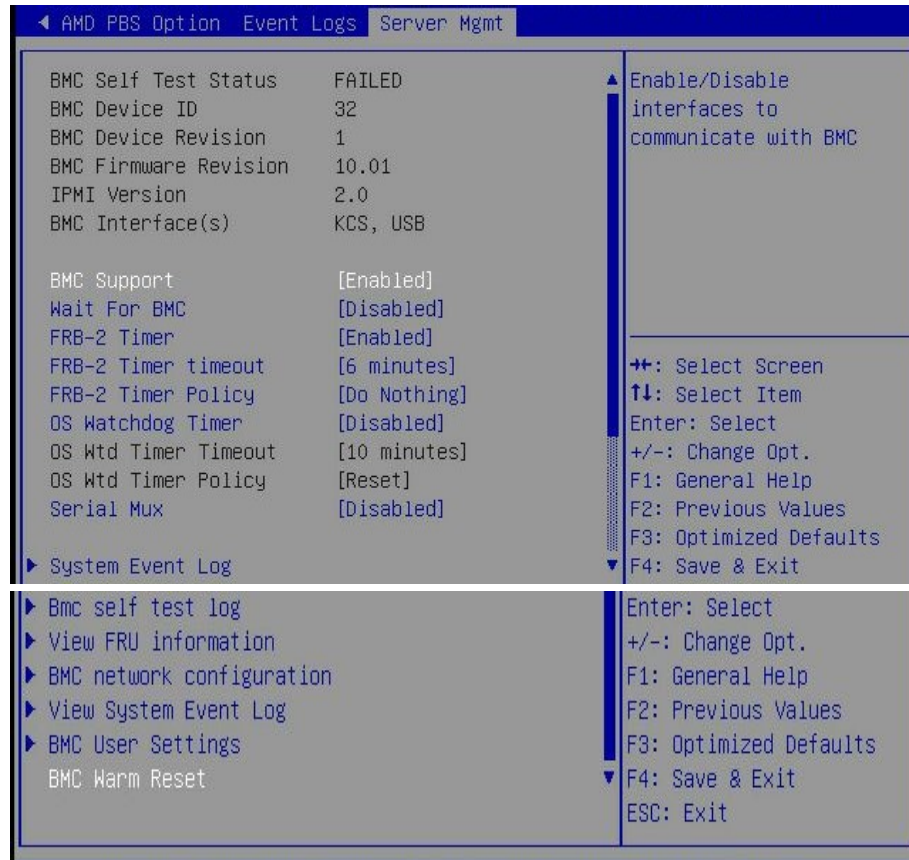 ◄ AMD PBS Option Event Logs Server Mgmt
BMC Self Test Status FAILED
BMC Device ID 32
BMC Device Revision 1
BMC Firmware Revision 10.01
IPMI Version 2.0
BMC Interface(s) KCS, USB
BMC Support [Enabled]
Wait For BMC [Disabled]
FRB-2 Timer [Enabled]
FRB-2 Timer timeout [6 minutes]
FRB-2 Timer Policy [Do Nothing]
OS Watchdog Timer [Disabled]
OS Wtd Timer Timeout [10 minutes]
OS Wtd Timer Policy [Reset]
Serial Mux [Disabled]
► System Event Log
Enable/Disable
interfaces to
communicate with BMC
→←: Select Screen
↑↓: Select Item
Enter: Select
+/-: Change Opt.
F1: General Help
F2: Previous Values
F3: Optimized Defaults
F4: Save & Exit
► Bmc self test log
► View FRU information
► BMC network configuration
► View System Event Log
► BMC User Settings
BMC Warm Reset
Enter: Select
+/-: Change Opt.
F1: General Help
F2: Previous Values
F3: Optimized Defaults
F4: Save & Exit
ESC: Exit